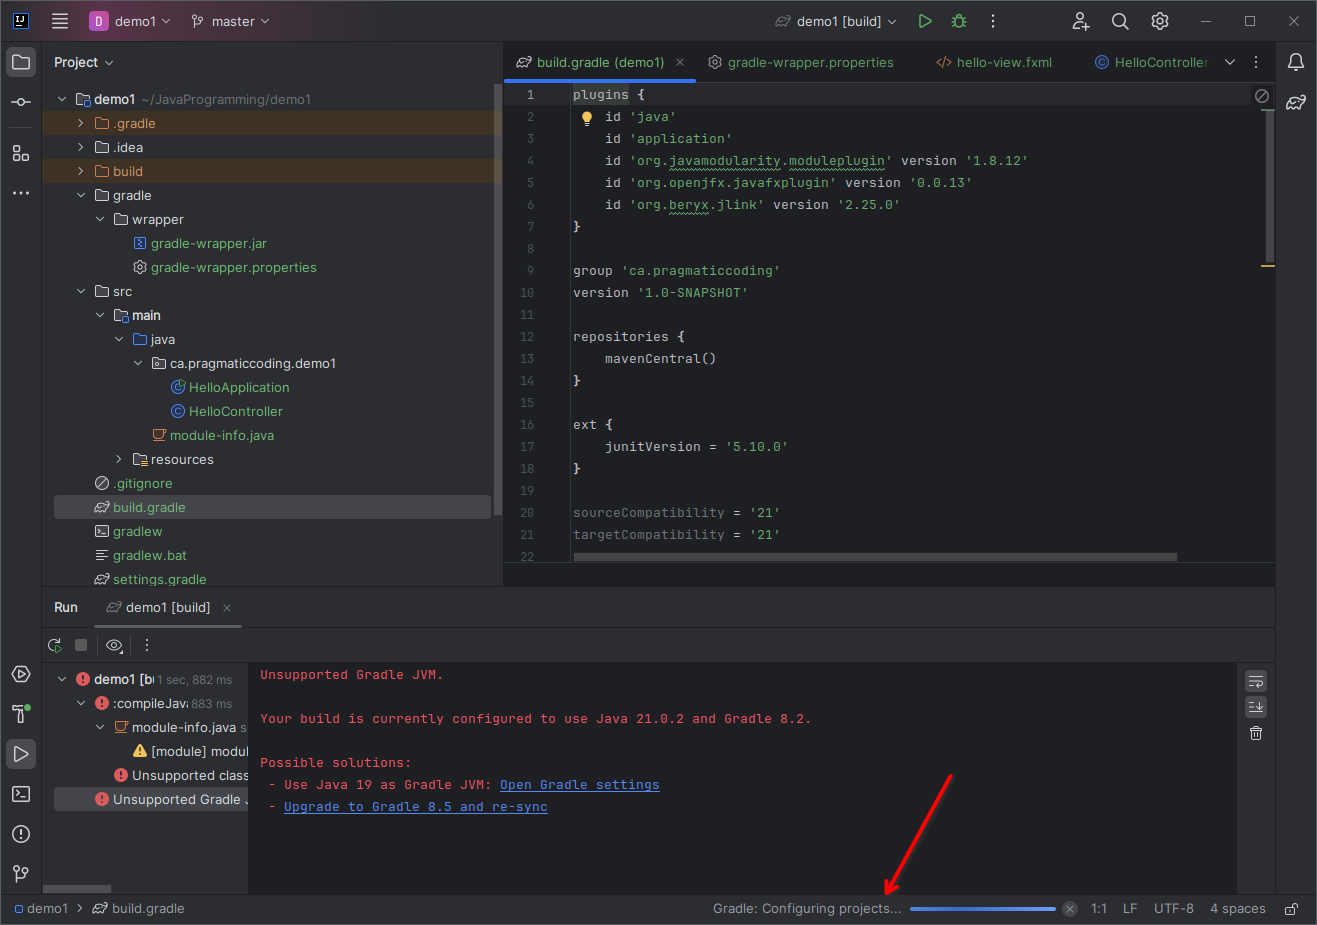 D demo1 master demo1 [build]
Project
build.gradle (demo1) gradle-wrapper.properties hello-view.fxml HelloController
demo1 ~/JavaProgramming/demo1
.gradle
.idea
build
gradle
wrapper
gradle-wrapper.jar
gradle-wrapper.properties
src
main
java
ca.pragmaticcoding.demo1
HelloApplication
HelloController
module-info.java
resources
.gitignore
build.gradle
gradlew
gradlew.bat
settings.gradle
1 plugins {
2 id 'java'
3 id 'application'
4 id 'org.javamodularity.moduleplugin' version '1.8.12'
5 id 'org.openjfx.javafxplugin' version '0.0.13'
6 id 'org.beryx.jlink' version '2.25.0'
7 }
8
9 group 'ca.pragmaticcoding'
10 version '1.0-SNAPSHOT'
11
12 repositories {
13 mavenCentral()
14 }
15
16 ext {
17 junitVersion = '5.10.0'
18 }
19
20 sourceCompatibility = '21'
21 targetCompatibility = '21'
22
Run demo1 [build]
demo1 [bu 1 sec, 882 ms
:compileJava 883 ms
module-info.java s
[module] modul
Unsupported class
Unsupported Gradle J
Unsupported Gradle JVM.
Your build is currently configured to use Java 21.0.2 and Gradle 8.2.
Possible solutions:
- Use Java 19 as Gradle JVM: Open Gradle settings
- Upgrade to Gradle 8.5 and re-sync
demo1 > build.gradle Gradle: Configuring projects... 1:1 LF UTF-8 4 spaces